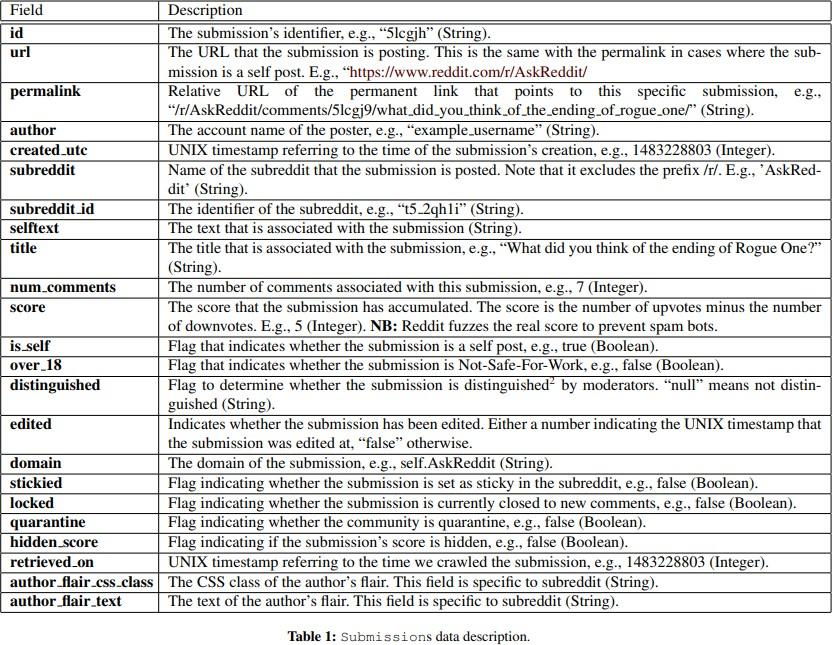 Field Description
id The submission's identifier, e.g., “5lcgjh” (String).
url The URL that the submission is posting. This is the same with the permalink in cases where the sub-
mission is a self post. E.g., “https://www.reddit.com/r/AskReddit/
permalink Relative URL of the permanent link that points to this specific submission, e.g.,
“/r/AskReddit/comments/5lcgj9/what_did_you_think_of_the_ending_of_rogue_one/” (String).
author The account name of the poster, e.g., “example_username” (String).
created_utc UNIX timestamp referring to the time of the submission's creation, e.g., 1483228803 (Integer).
subreddit Name of the subreddit that the submission is posted. Note that it excludes the prefix /r/. E.g., ’AskRed-
dit’ (String).
subreddit_id The identifier of the subreddit, e.g., “t5_2qh1i” (String).
selftext The text that is associated with the submission (String).
title The title that is associated with the submission, e.g., “What did you think of the ending of Rogue One?”
(String).
num_comments The number of comments associated with this submission, e.g., 7 (Integer).
score The score that the submission has accumulated. The score is the number of upvotes minus the number
of downvotes. E.g., 5 (Integer). NB: Reddit fuzzes the real score to prevent spam bots.
is_self Flag that indicates whether the submission is a self post, e.g., true (Boolean).
over_18 Flag that indicates whether the submission is Not-Safe-For-Work, e.g., false (Boolean).
distinguished Flag to determine whether the submission is distinguished2 by moderators. “null” means not distin-
guished (String).
edited Indicates whether the submission has been edited. Either a number indicating the UNIX timestamp that
the submission was edited at, “false” otherwise.
domain The domain of the submission, e.g., self.AskReddit (String).
stickied Flag indicating whether the submission is set as sticky in the subreddit, e.g., false (Boolean).
locked Flag indicating whether the submission is currently closed to new comments, e.g., false (Boolean).
quarantine Flag indicating whether the community is quarantine, e.g., false (Boolean).
hidden_score Flag indicating if the submission's score is hidden, e.g., false (Boolean).
retrieved_on UNIX timestamp referring to the time we crawled the submission, e.g., 1483228803 (Integer).
author_flair_css_class The CSS class of the author's flair. This field is specific to subreddit (String).
author_flair_text The text of the author's flair. This field is specific to subreddit (String).
Table 1: Submissions data description.